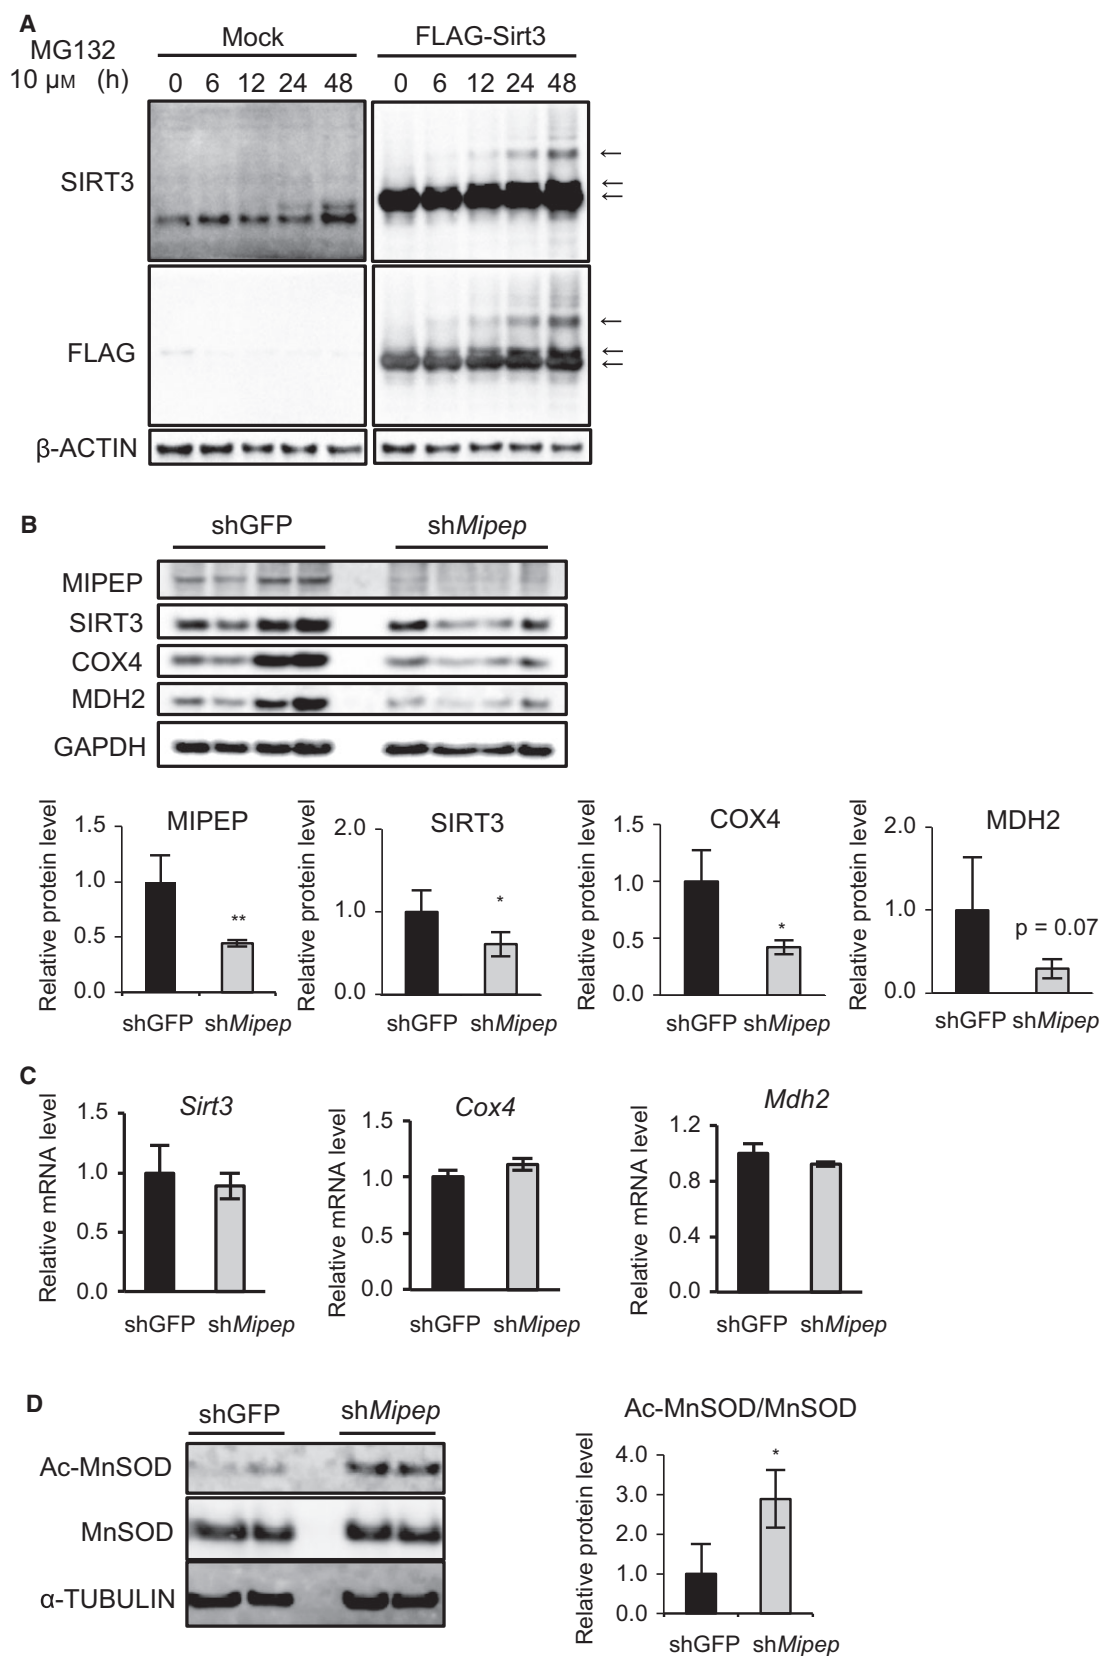 A
MG132
10 µM (h)
Mock
FLAG-Sirt3
0 6 12 24 48 0 6 12 24 48
SIRT3
←
←
←
FLAG
←
←
←
β-ACTIN
B
shGFP shMipep
MIPEP
SIRT3
COX4
MDH2
GAPDH
MIPEP
Relative protein level
1.5
1.0
0.5
0.0
**
shGFP shMipep
SIRT3
Relative protein level
2.0
1.0
0.0
*
shGFP shMipep
COX4
Relative protein level
1.5
1.0
0.5
0.0
*
shGFP shMipep
MDH2
Relative protein level
2.0
1.0
0.0
p = 0.07
shGFP shMipep
C
Sirt3
Relative mRNA level
1.5
1.0
0.5
0.0
shGFP shMipep
Cox4
Relative mRNA level
1.5
1.0
0.5
0.0
shGFP shMipep
Mdh2
Relative mRNA level
1.2
0.8
0.4
0.0
shGFP shMipep
D
shGFP shMipep
Ac-MnSOD
MnSOD
α-TUBULIN
Ac-MnSOD/MnSOD
Relative protein level
4.0
3.0
2.0
1.0
0.0
*
shGFP shMipep